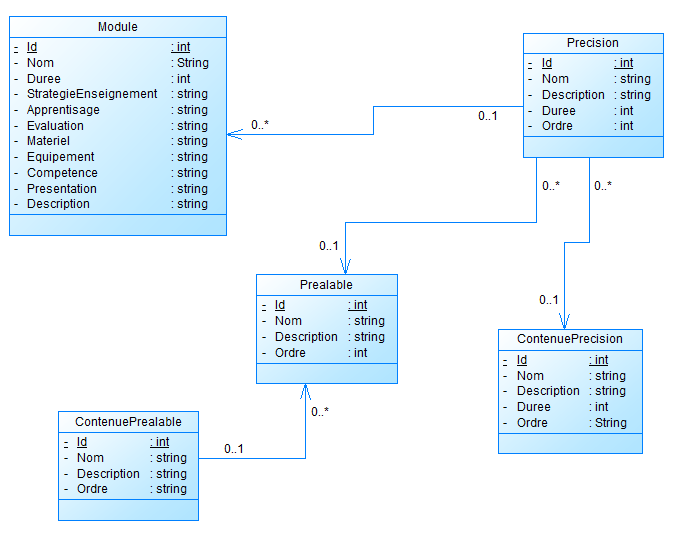 Module
- Id : int
- Nom : String
- Duree : int
- StrategieEnseignement : string
- Apprentisage : string
- Evaluation : string
- Materiel : string
- Equipement : string
- Competence : string
- Presentation : string
- Description : string
Precision
- Id : int
- Nom : string
- Description : string
- Duree : int
- Ordre : int
0..*
0..1
0..*
0..*
0..1
0..1
Prealable
- Id : int
- Nom : string
- Description : string
- Ordre : int
ContenuePrecision
- Id : int
- Nom : string
- Description : string
- Duree : int
- Ordre : String
0..*
0..1
ContenuePrealable
- Id : int
- Nom : string
- Description : string
- Ordre : string